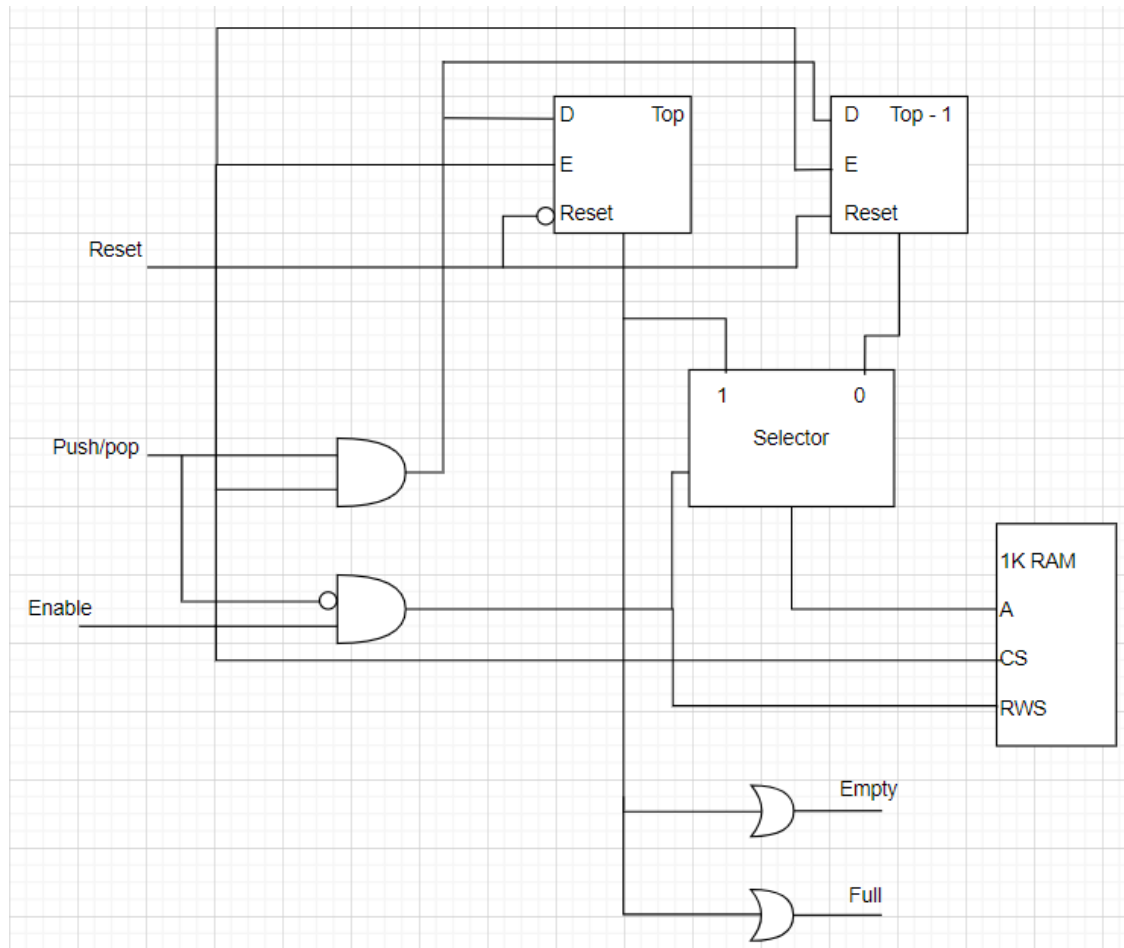 D Top
E
Reset
D Top - 1
E
Reset
Reset
1 0
Selector
Push/pop
Enable
1K RAM
A
CS
RWS
Empty
Full